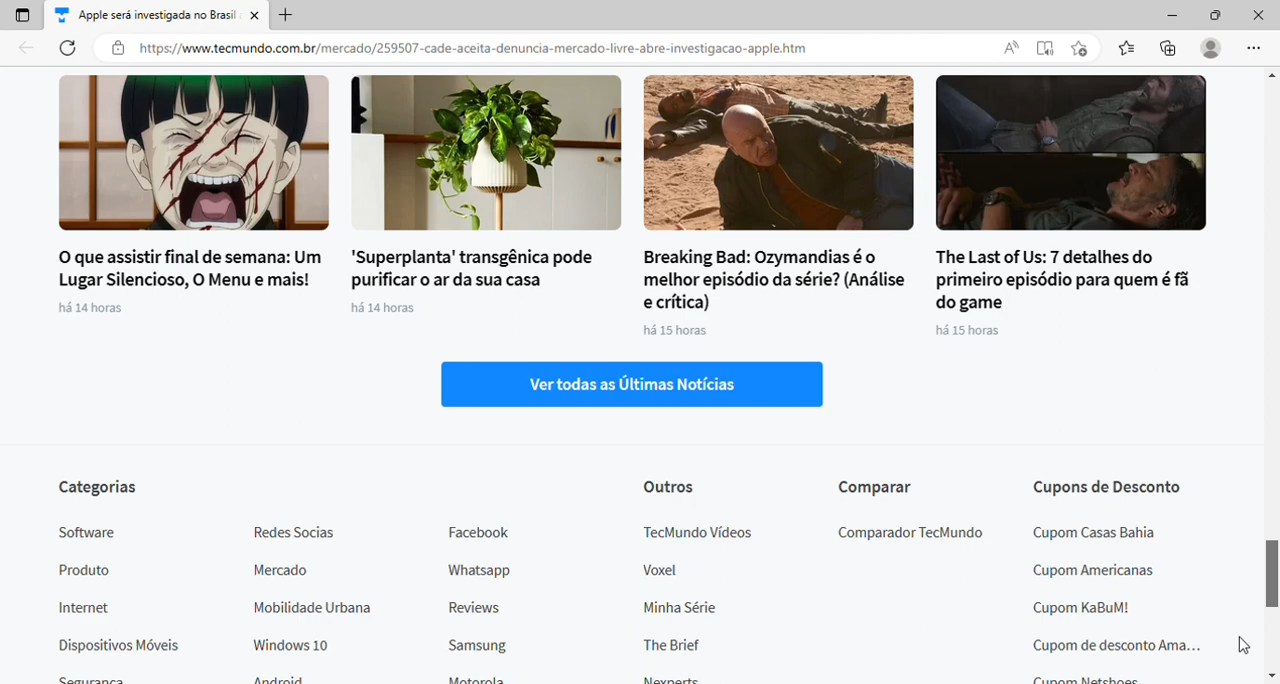 Apple será investigada no Brasil
https://www.tecmundo.com.br/mercado/259507-cade-aceita-denuncia-mercado-livre-abre-investigacao-apple.htm
O que assistir final de semana: Um
Lugar Silencioso, O Menu e mais!
há 14 horas
'Superplanta' transgênica pode
purificar o ar da sua casa
há 14 horas
Breaking Bad: Ozymandias é o
melhor episódio da série? (Análise
e crítica)
há 15 horas
The Last of Us: 7 detalhes do
primeiro episódio para quem é fã
do game
há 15 horas
Ver todas as Últimas Notícias
Categorias
Software
Produto
Internet
Dispositivos Móveis
Segurança
Redes Socias
Mercado
Mobilidade Urbana
Windows 10
Android
Facebook
Whatsapp
Reviews
Samsung
Motorola
Outros
TecMundo Vídeos
Voxel
Minha Série
The Brief
Nexperts
Comparar
Comparador TecMundo
Cupons de Desconto
Cupom Casas Bahia
Cupom Americanas
Cupom KaBuM!
Cupom de desconto Ama...
Cupom Netshoes